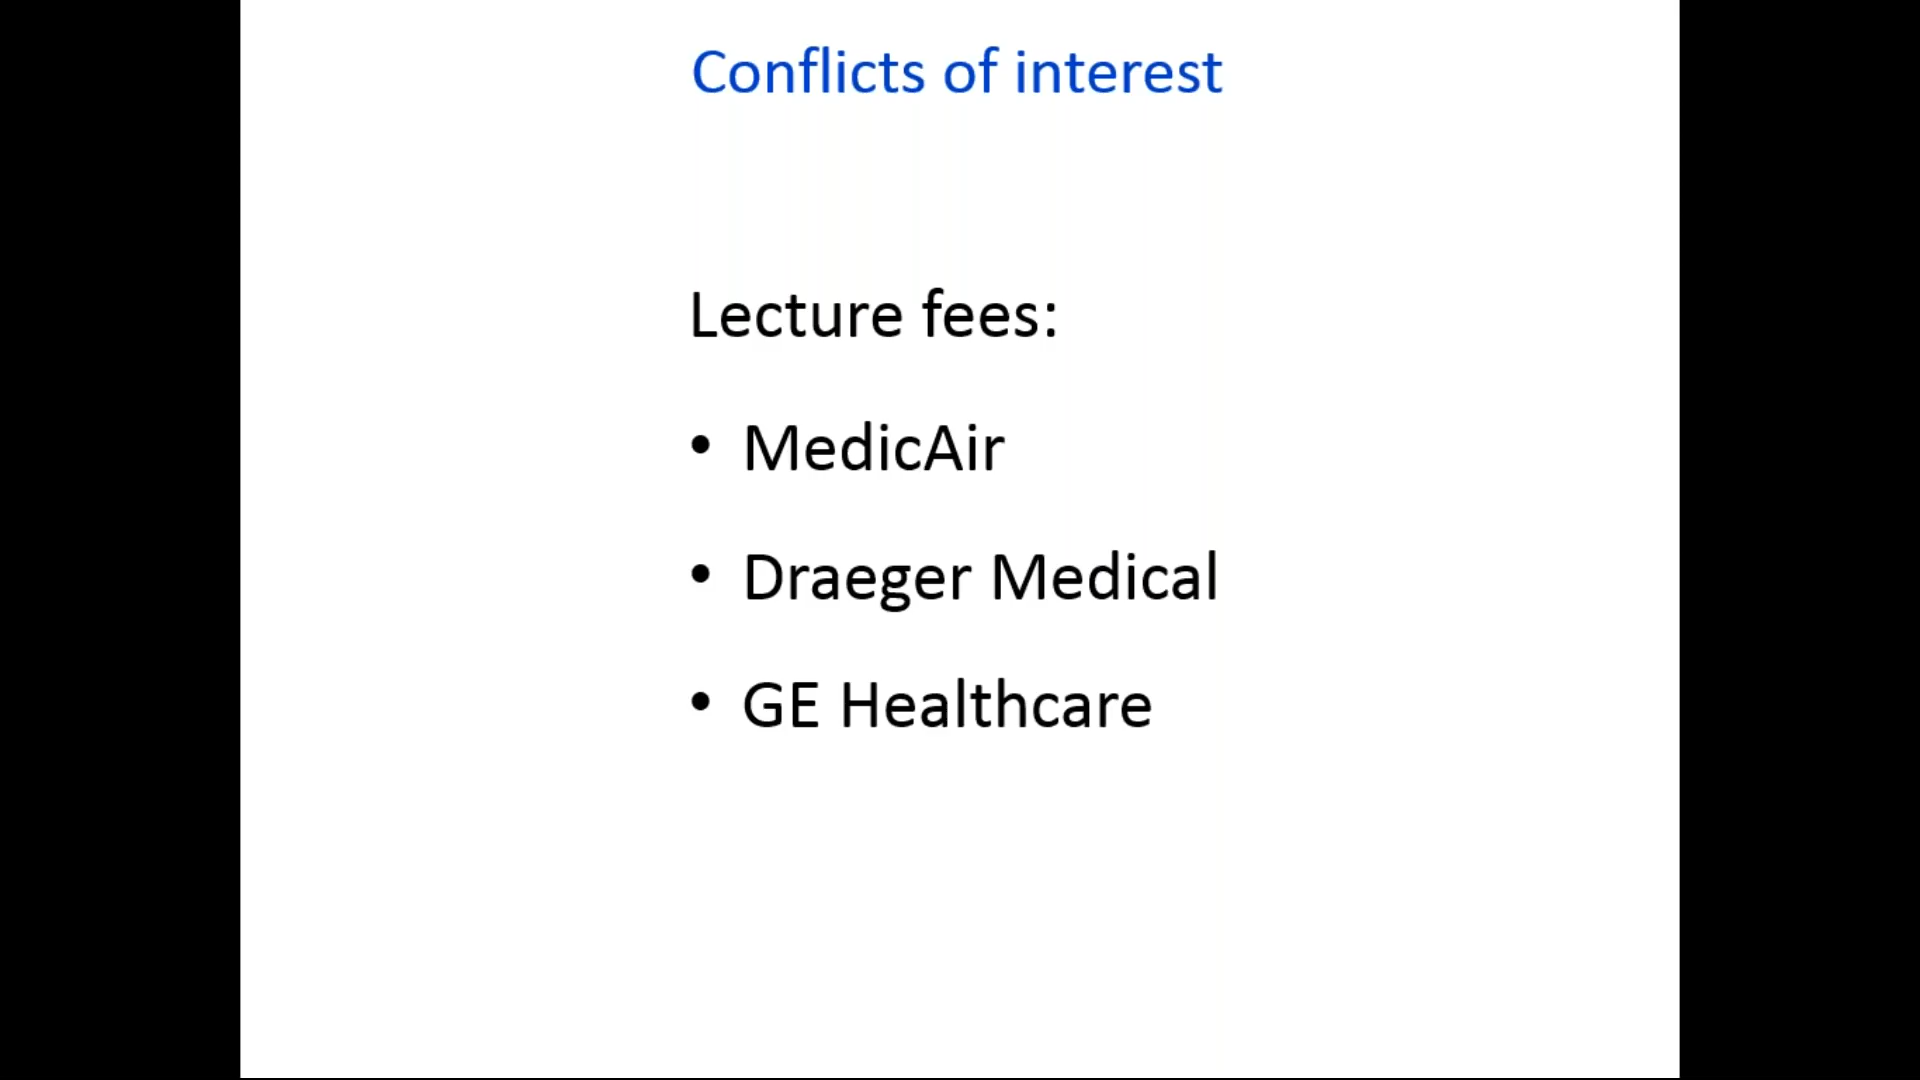 Conflicts of interest
Lecture fees:
• MedicAir
• Draeger Medical
• GE Healthcare